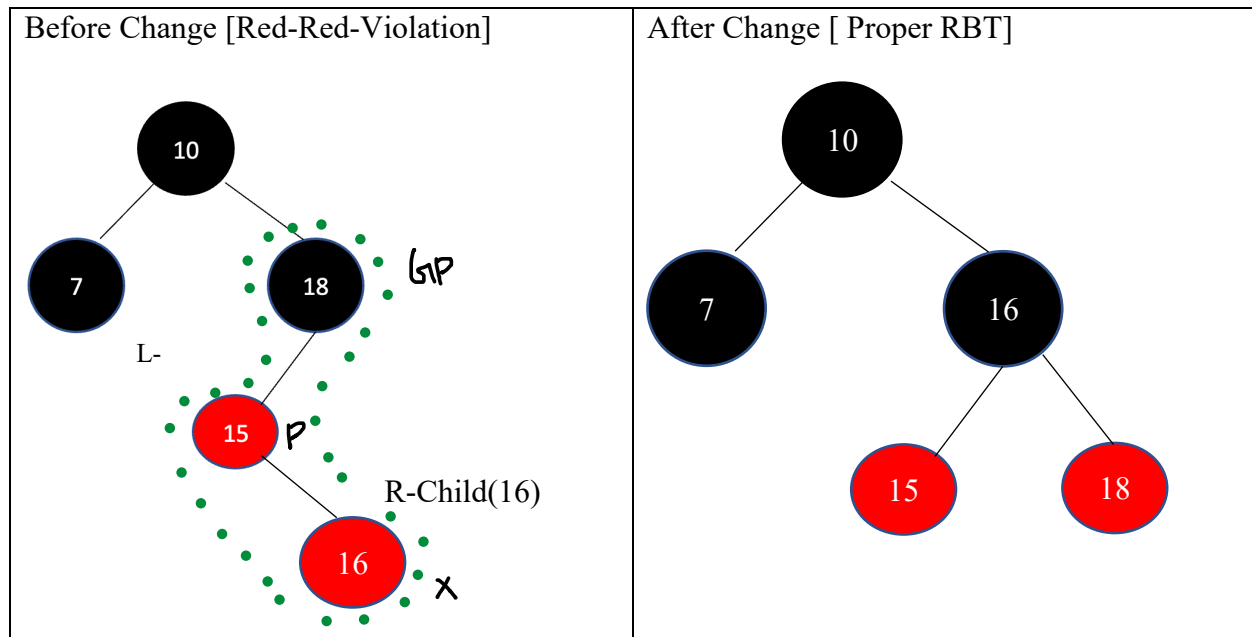 Before Change [Red-Red-Violation]
10
7
18
GP
L-
15
P
R-Child(16)
16
X
After Change [ Proper RBT]
10
7
16
15
18